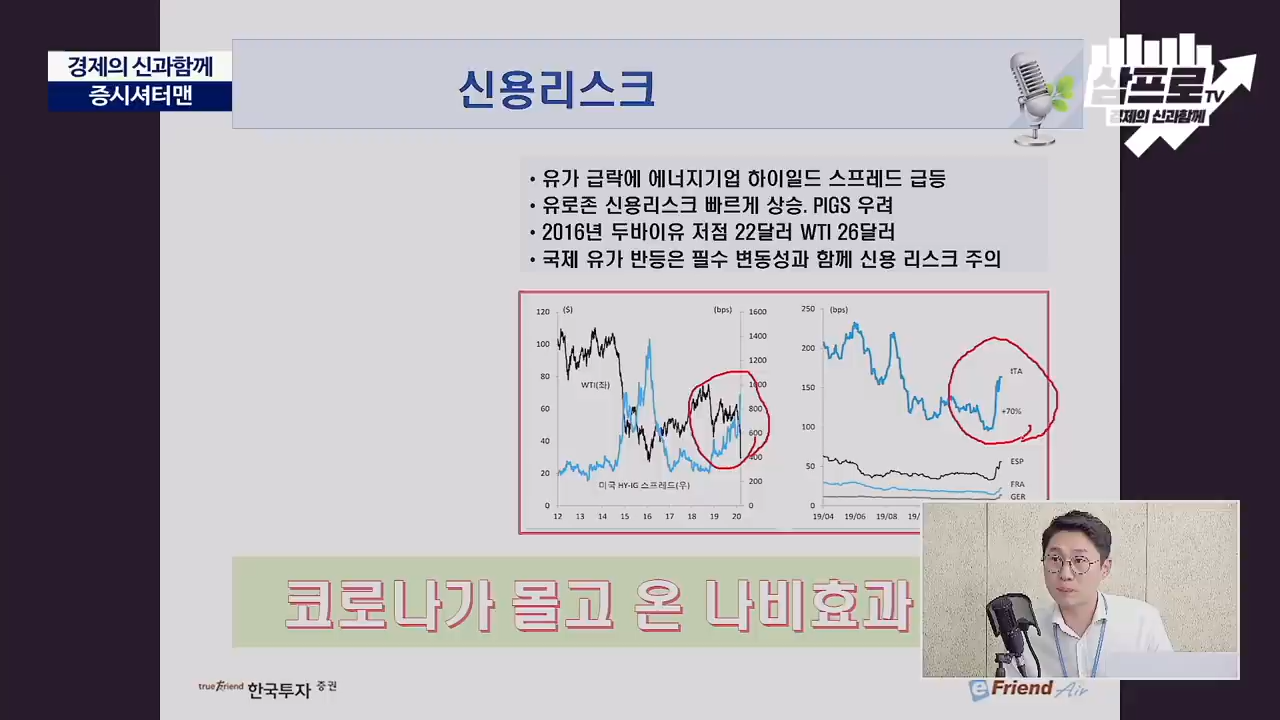 경제의 신과함께
증시셔터맨
신용리스크
삼프로TV
경제의 신과함께
• 유가 급락에 에너지기업 하이일드 스프레드 급등
• 유로존 신용리스크 빠르게 상승. PIGS 우려
• 2016년 두바이유 저점 22달러 WTI 26달러
• 국제 유가 반등은 필수 변동성과 함께 신용 리스크 주의
($) (bps)
120 1600
1400
100
1200
80 1000
WTI(좌)
60 800
600
40
400
20
200
미국 HY-IG 스프레드(우)
0 0
12 13 14 15 16 17 18 19 20
(bps)
250
200
150
100
50
0
ITA
+70%
ESP
FRA
GER
19/04 19/06 19/08 19/
코로나가 몰고 온 나비효과
true Friend 한국투자 증권
eFriend Air